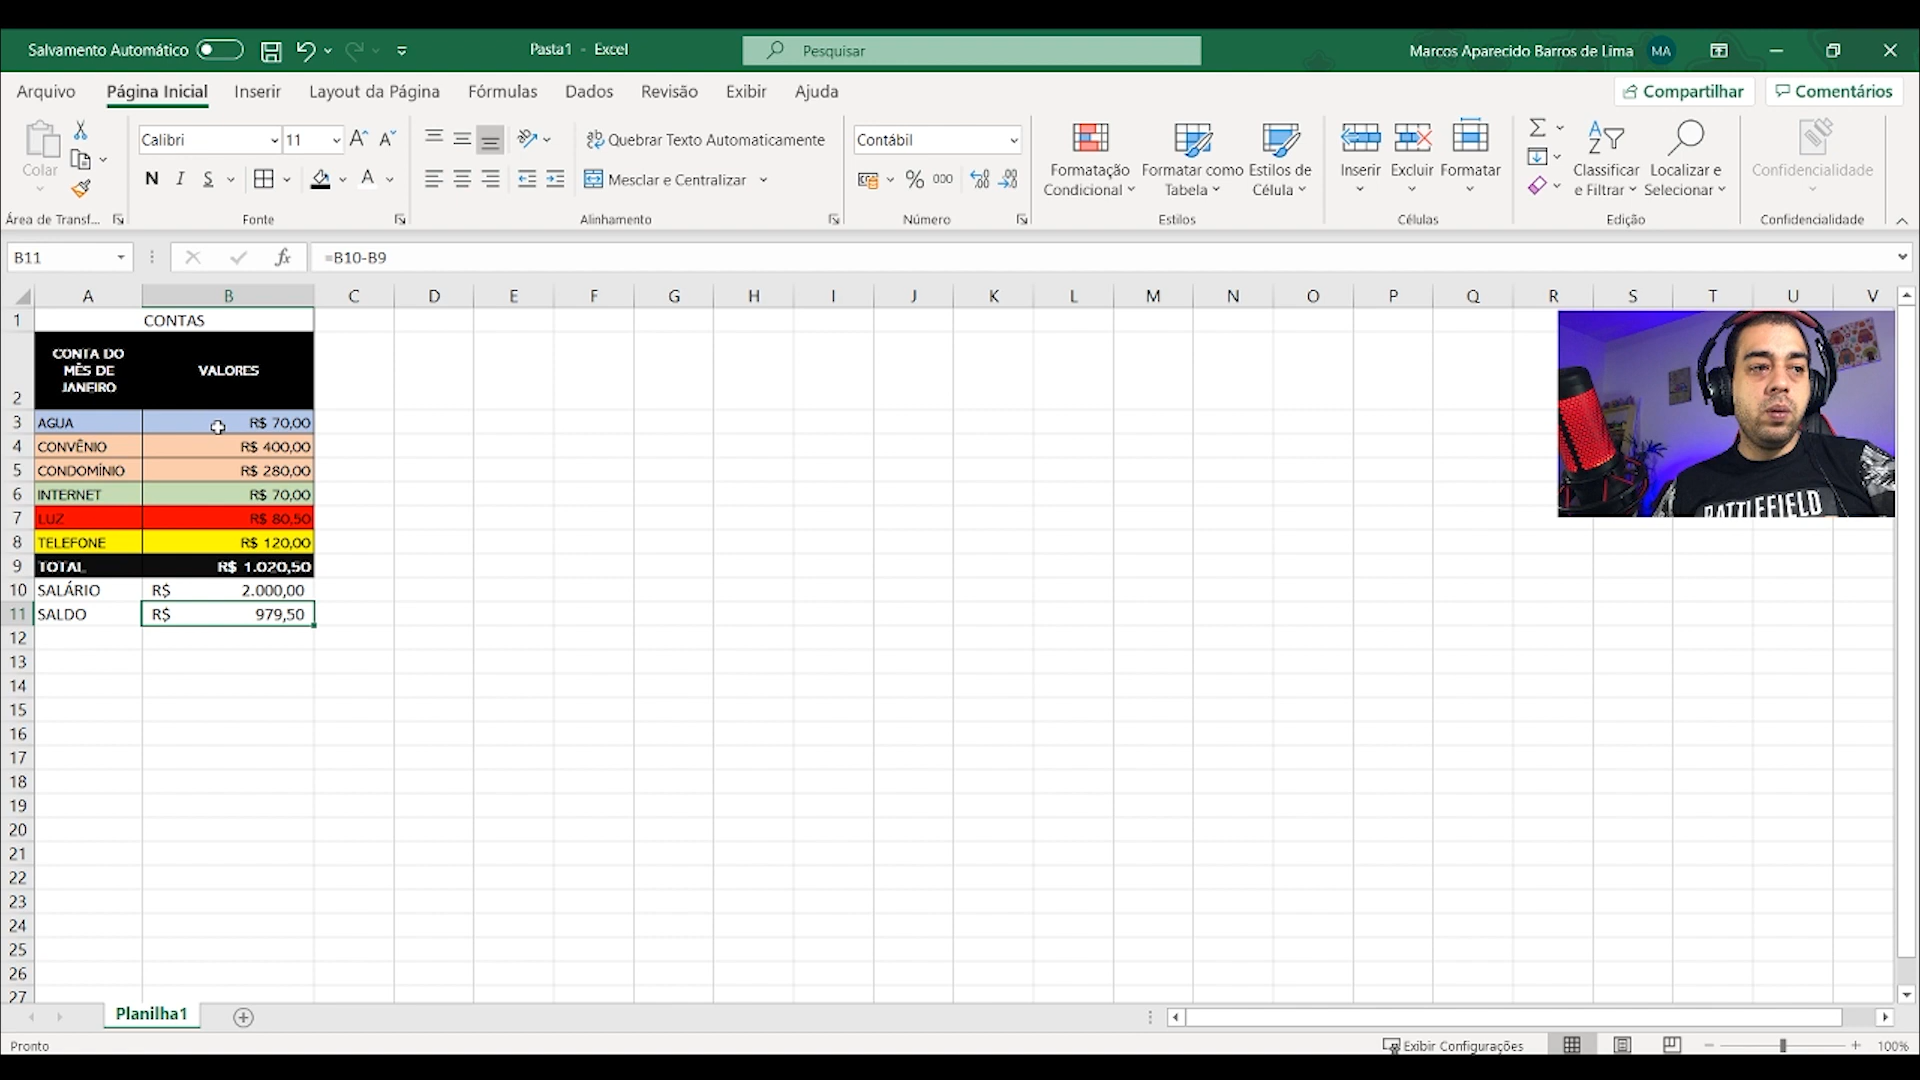 Salvamento Automático Pasta1 - Excel Pesquisar Marcos Aparecido Barros de Lima MA
Arquivo Página Inicial Inserir Layout da Página Fórmulas Dados Revisão Exibir Ajuda Compartilhar Comentários
Calibri 11 Quebrar Texto Automaticamente Contábil
Colar
N I S A Mesclar e Centralizar % 000
Formatação Condicional Formatar como Tabela Estilos de Célula Inserir Excluir Formatar Classificar e Filtrar Localizar e Selecionar Confidencialidade
Área de Transf... Fonte Alinhamento Número Estilos Células Edição Confidencialidade
B11 fx =B10-B9
A B C D E F G H I J K L M N O P Q R S T U V
1 CONTAS
2 CONTA DO MÊS DE JANEIRO VALORES
3 AGUA R$ 70,00
4 CONVÊNIO R$ 400,00
5 CONDOMÍNIO R$ 280,00
6 INTERNET R$ 70,00
7 LUZ R$ 80,50
8 TELEFONE R$ 120,00
9 TOTAL R$ 1.020,50
10 SALÁRIO R$ 2.000,00
11 SALDO R$ 979,50
12
13
14
15
16
17
18
19
20
21
22
23
24
25
26
27
BATTLEFIELD
Planilha1
Pronto Exibir Configurações 100%